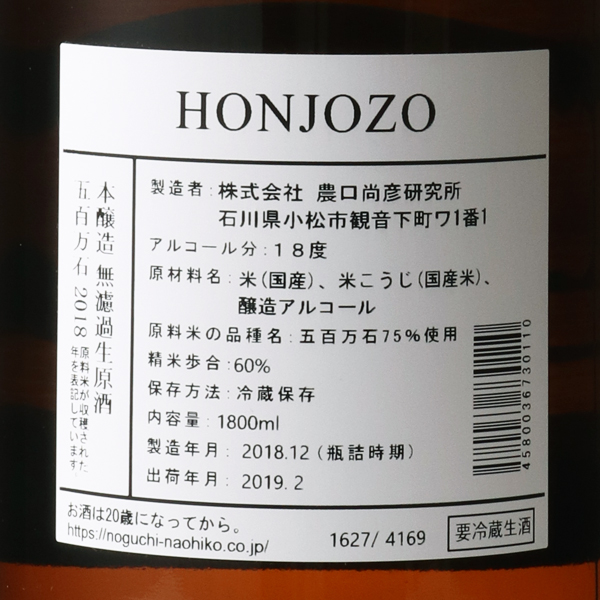 HONJOZO
本醸造 無濾過生原酒
五百万石 2018 原料米が収穫された
年を表記しています。
製造者：株式会社 農口尚彦研究所
石川県小松市観音下町ワ1番1
アルコール分：18度
原材料名：米(国産)、米こうじ(国産米)、
醸造アルコール
原料米の品種名：五百万石75%使用
精米歩合：60%
保存方法：冷蔵保存
内容量：1800ml
製造年月：2018.12 (瓶詰時期)
出荷年月：2019.2
4580036730110
お酒は20歳になってから。
https://noguchi-naohiko.co.jp/
1627/ 4169
要冷蔵生酒